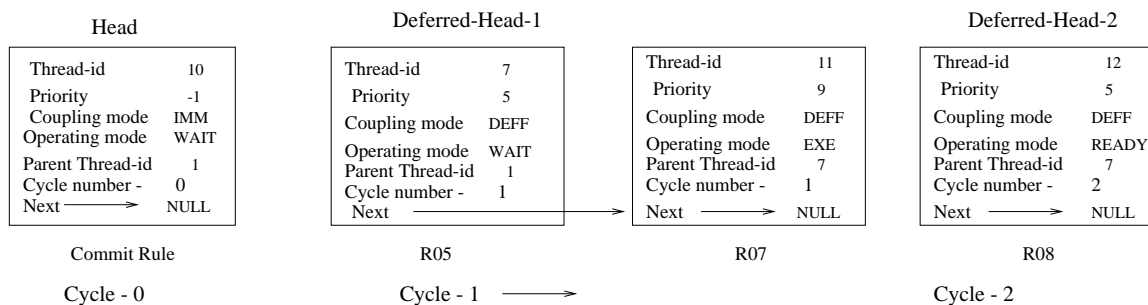 Head
Thread-id 10
Priority -1
Coupling mode IMM
Operating mode WAIT
Parent Thread-id 1
Cycle number - 0
Next NULL
Commit Rule
Cycle - 0
Deferred-Head-1
Thread-id 7
Priority 5
Coupling mode DEFF
Operating mode WAIT
Parent Thread-id 1
Cycle number - 1
Next
R05
Cycle - 1
Thread-id 11
Priority 9
Coupling mode DEFF
Operating mode EXE
Parent Thread-id 7
Cycle number - 1
Next NULL
R07
Deferred-Head-2
Thread-id 12
Priority 5
Coupling mode DEFF
Operating mode READY
Parent Thread-id 7
Cycle number - 2
Next NULL
R08
Cycle - 2